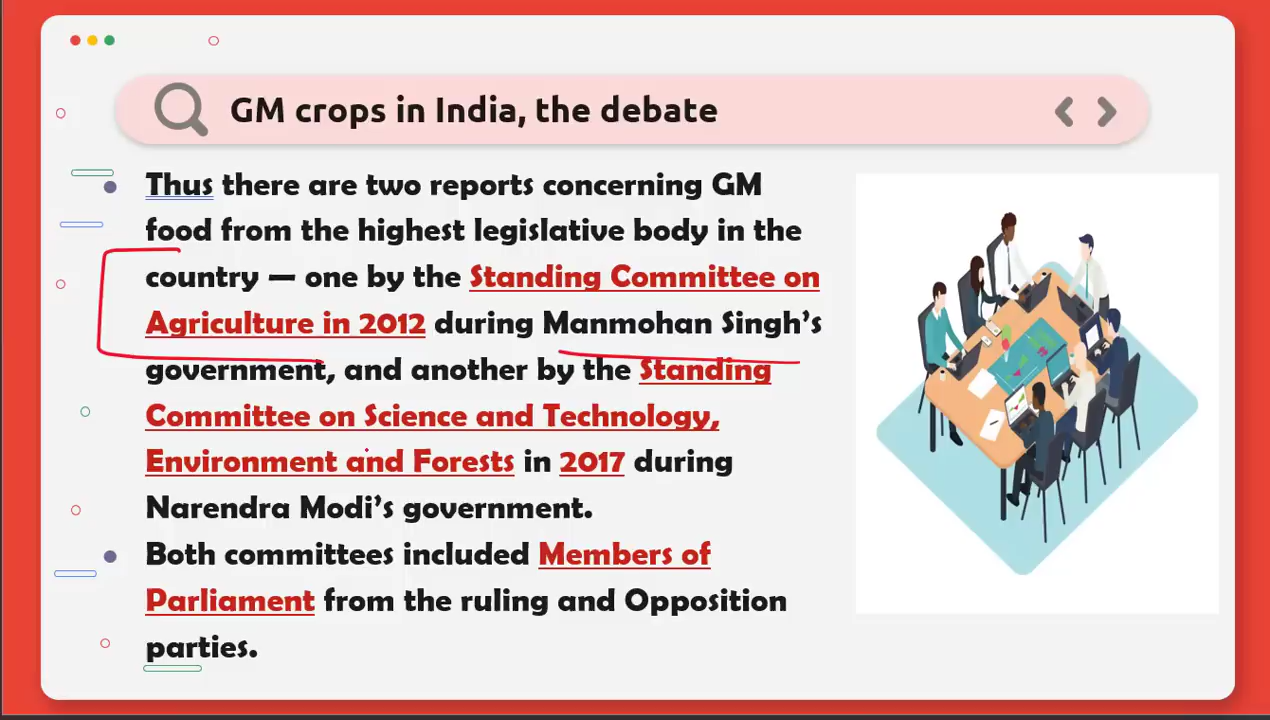 GM crops in India, the debate
Thus there are two reports concerning GM
food from the highest legislative body in the
country — one by the Standing Committee on
Agriculture in 2012 during Manmohan Singh's
government, and another by the Standing
Committee on Science and Technology,
Environment and Forests in 2017 during
Narendra Modi's government.
Both committees included Members of
Parliament from the ruling and Opposition
parties.